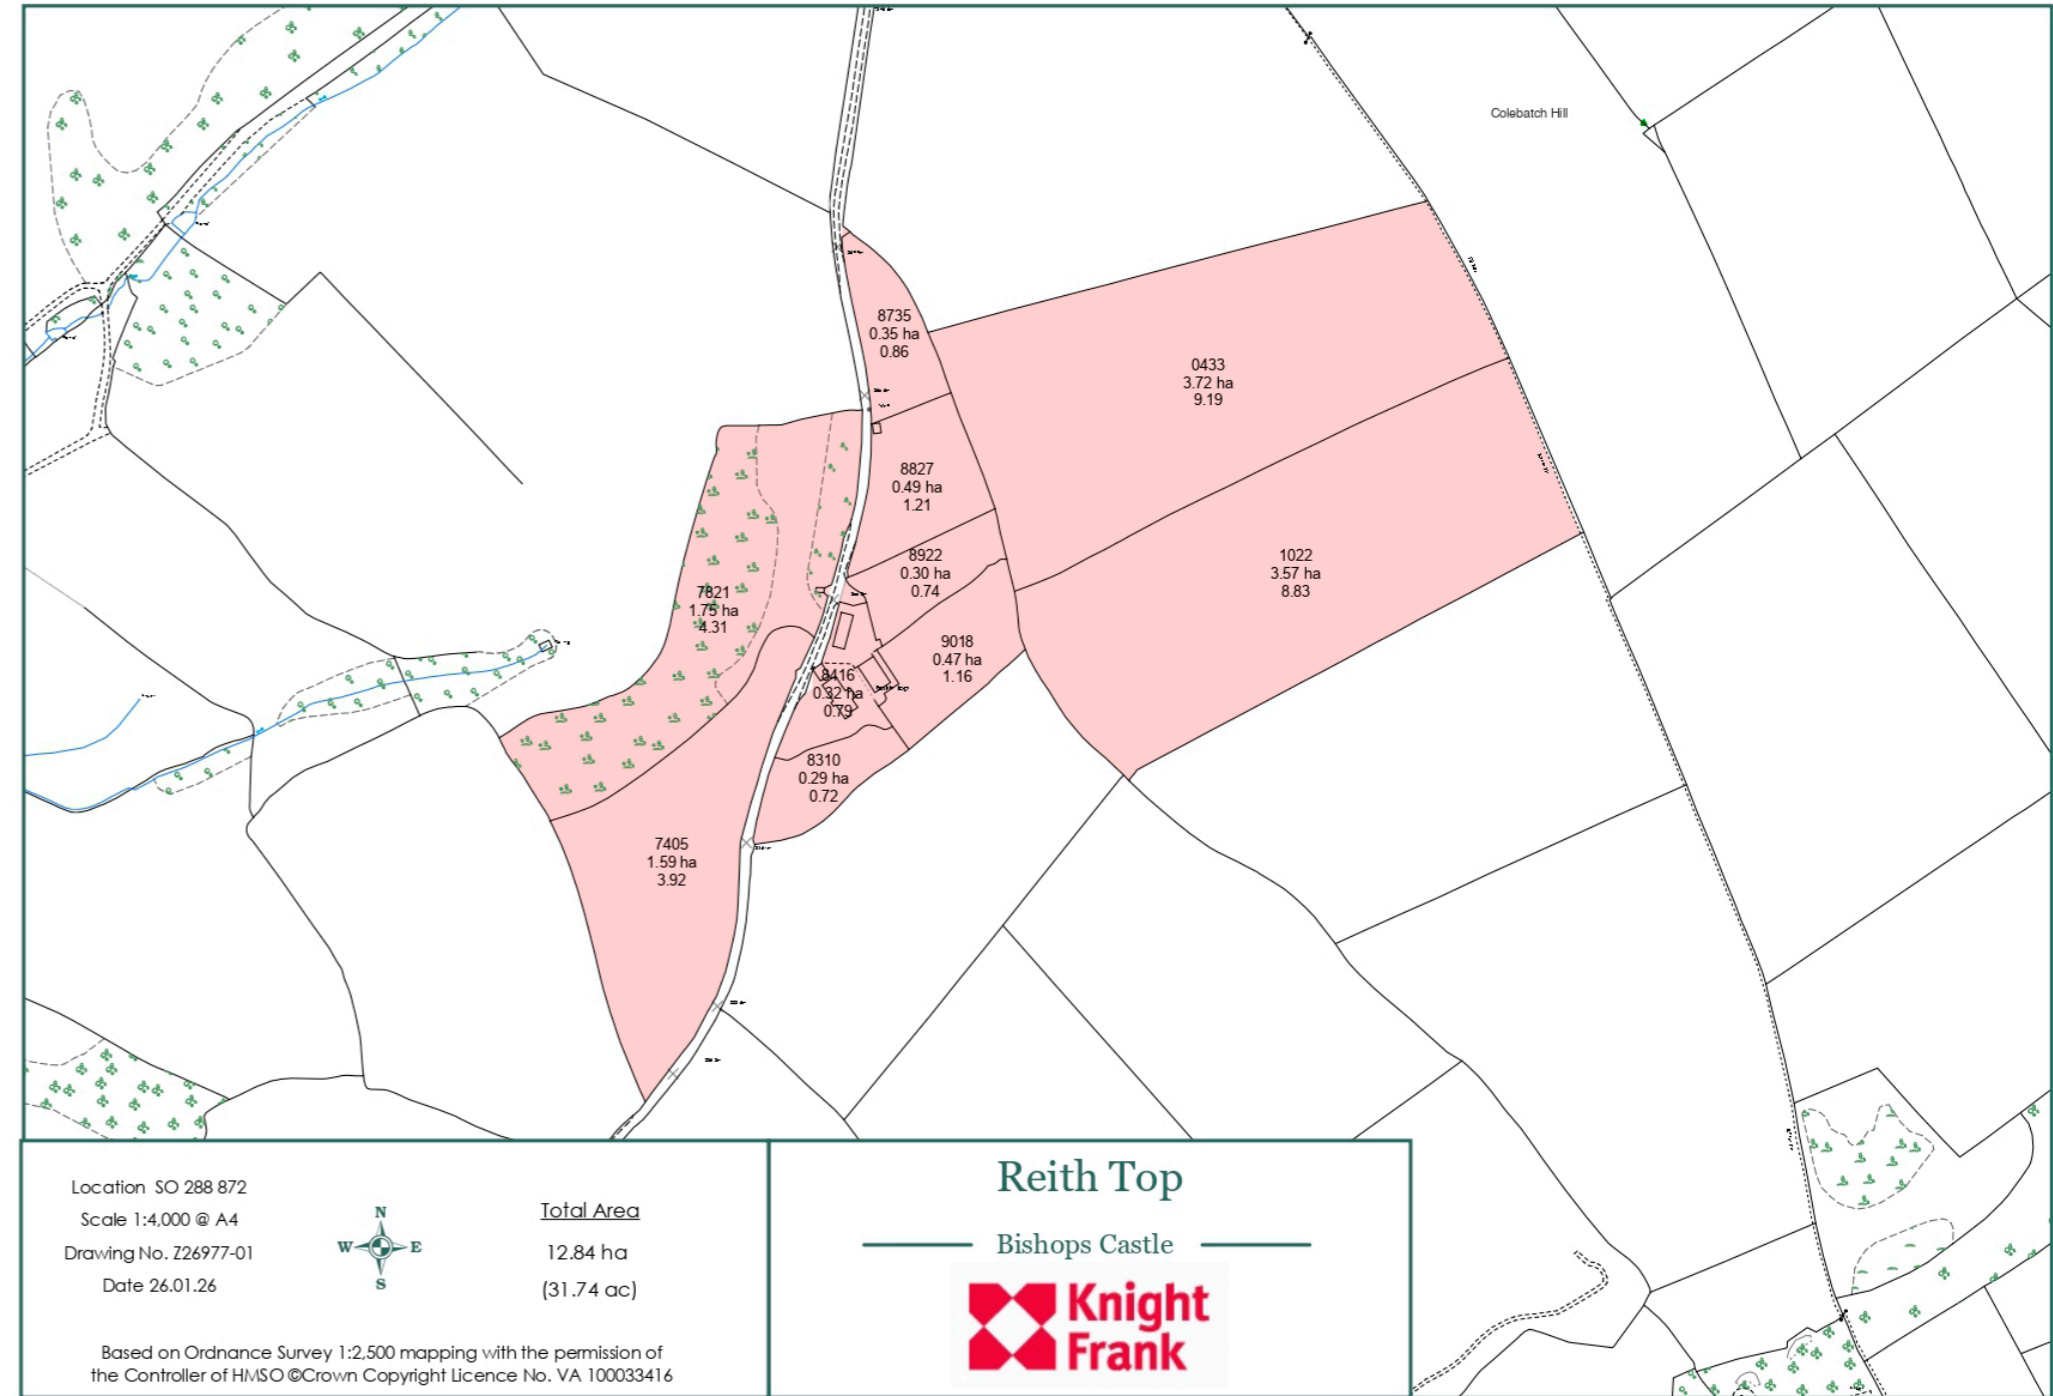 Colebatch Hill
8735
0.35 ha
0.86
0433
3.72 ha
9.19
8827
0.49 ha
1.21
8922
0.30 ha
0.74
1022
3.57 ha
8.83
7821
1.75 ha
4.31
9018
0.47 ha
1.16
8416
0.32 ha
0.79
8310
0.29 ha
0.72
7405
1.59 ha
3.92
Location SO 288 872
Scale 1:4,000 @ A4
Drawing No. Z26977-01
Date 26.01.26
N
W
E
S
Total Area
12.84 ha
(31.74 ac)
Based on Ordnance Survey 1:2,500 mapping with the permission of
the Controller of HMSO ©Crown Copyright Licence No. VA 100033416
Reith Top
Bishops Castle
Knight
Frank